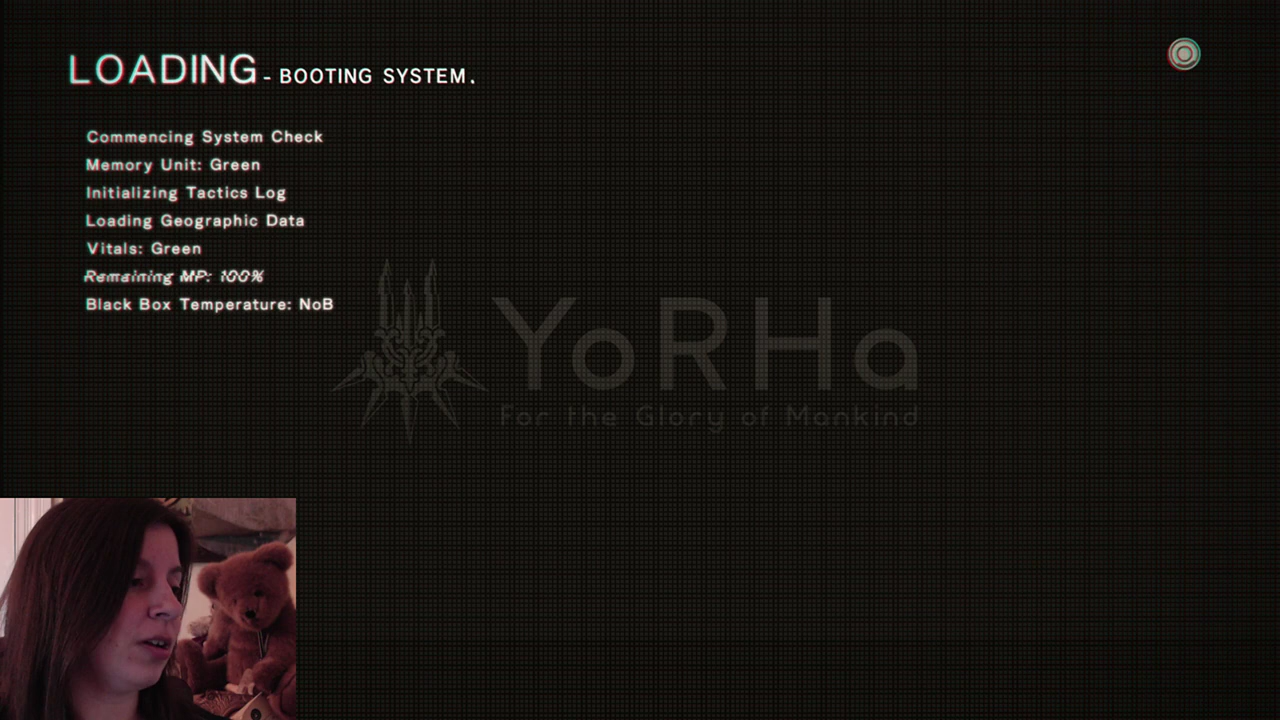 LOADING - BOOTING SYSTEM.
Commencing System Check
Memory Unit: Green
Initializing Tactics Log
Loading Geographic Data
Vitals: Green
Remaining MP: 100%
Black Box Temperature: NoB
YoRHa
For the Glory of Mankind